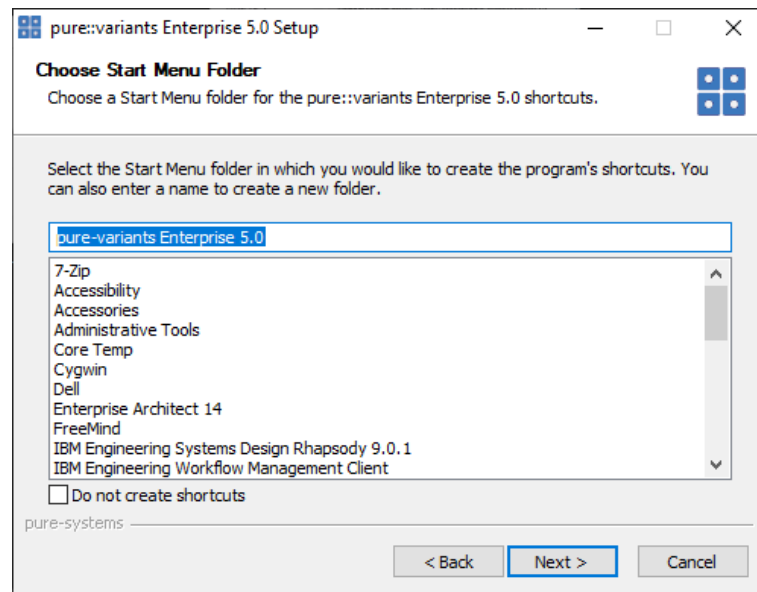 pure::variants Enterprise 5.0 Setup
Choose Start Menu Folder
Choose a Start Menu folder for the pure::variants Enterprise 5.0 shortcuts.
Select the Start Menu folder in which you would like to create the program's shortcuts. You
can also enter a name to create a new folder.
pure-variants Enterprise 5.0
7-Zip
Accessibility
Accessories
Administrative Tools
Core Temp
Cygwin
Dell
Enterprise Architect 14
FreeMind
IBM Engineering Systems Design Rhapsody 9.0.1
IBM Engineering Workflow Management Client
Do not create shortcuts
pure-systems
< Back Next > Cancel